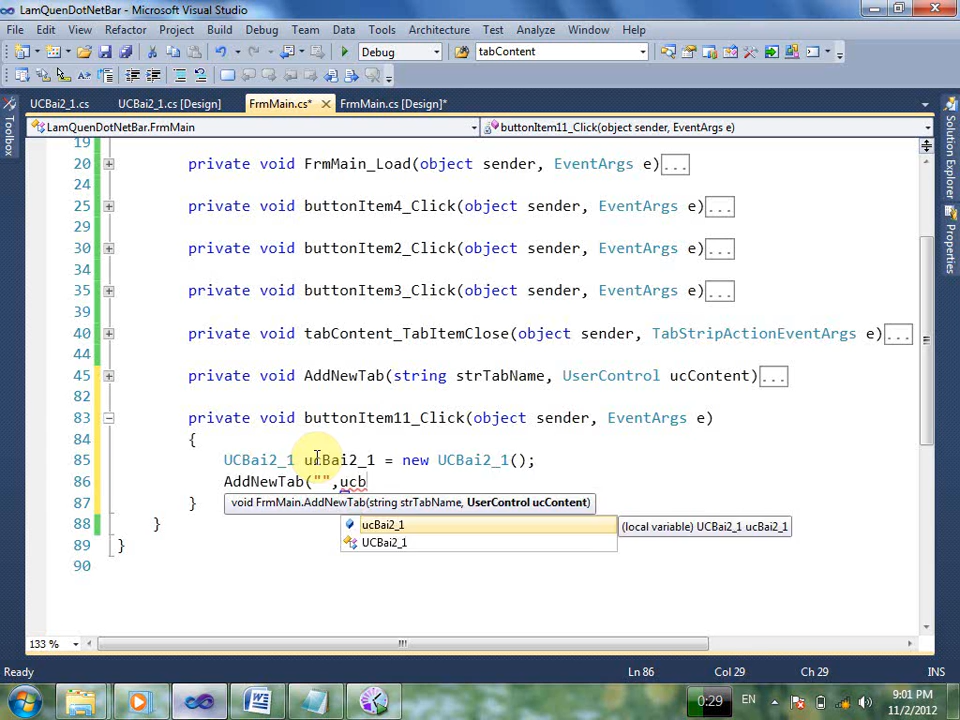 LamQuenDotNetBar - Microsoft Visual Studio
File Edit View Refactor Project Build Debug Team Data Tools Architecture Test Analyze Window Help
Debug tabContent
UCBai2_1.cs UCBai2_1.cs [Design] FrmMain.cs* FrmMain.cs [Design]*
LamQuenDotNetBar.FrmMain buttonItem11_Click(object sender, EventArgs e)
Toolbox
Solution Explorer
Properties
19
20 private void FrmMain_Load(object sender, EventArgs e)...
24
25 private void buttonItem4_Click(object sender, EventArgs e)...
29
30 private void buttonItem2_Click(object sender, EventArgs e)...
34
35 private void buttonItem3_Click(object sender, EventArgs e)...
39
40 private void tabContent_TabItemClose(object sender, TabStripActionEventArgs e)...
44
45 private void AddNewTab(string strTabName, UserControl ucContent)...
82
83 private void buttonItem11_Click(object sender, EventArgs e)
84 {
85 UCBai2_1 ucBai2_1 = new UCBai2_1();
86 AddNewTab("",ucb
87 }
void FrmMain.AddNewTab(string strTabName, UserControl ucContent)
88 }
ucBai2_1
(local variable) UCBai2_1 ucBai2_1
UCBai2_1
89 }
90
133 %
Ready Ln 86 Col 29 Ch 29 INS
0:29 EN 9:01 PM
11/2/2012